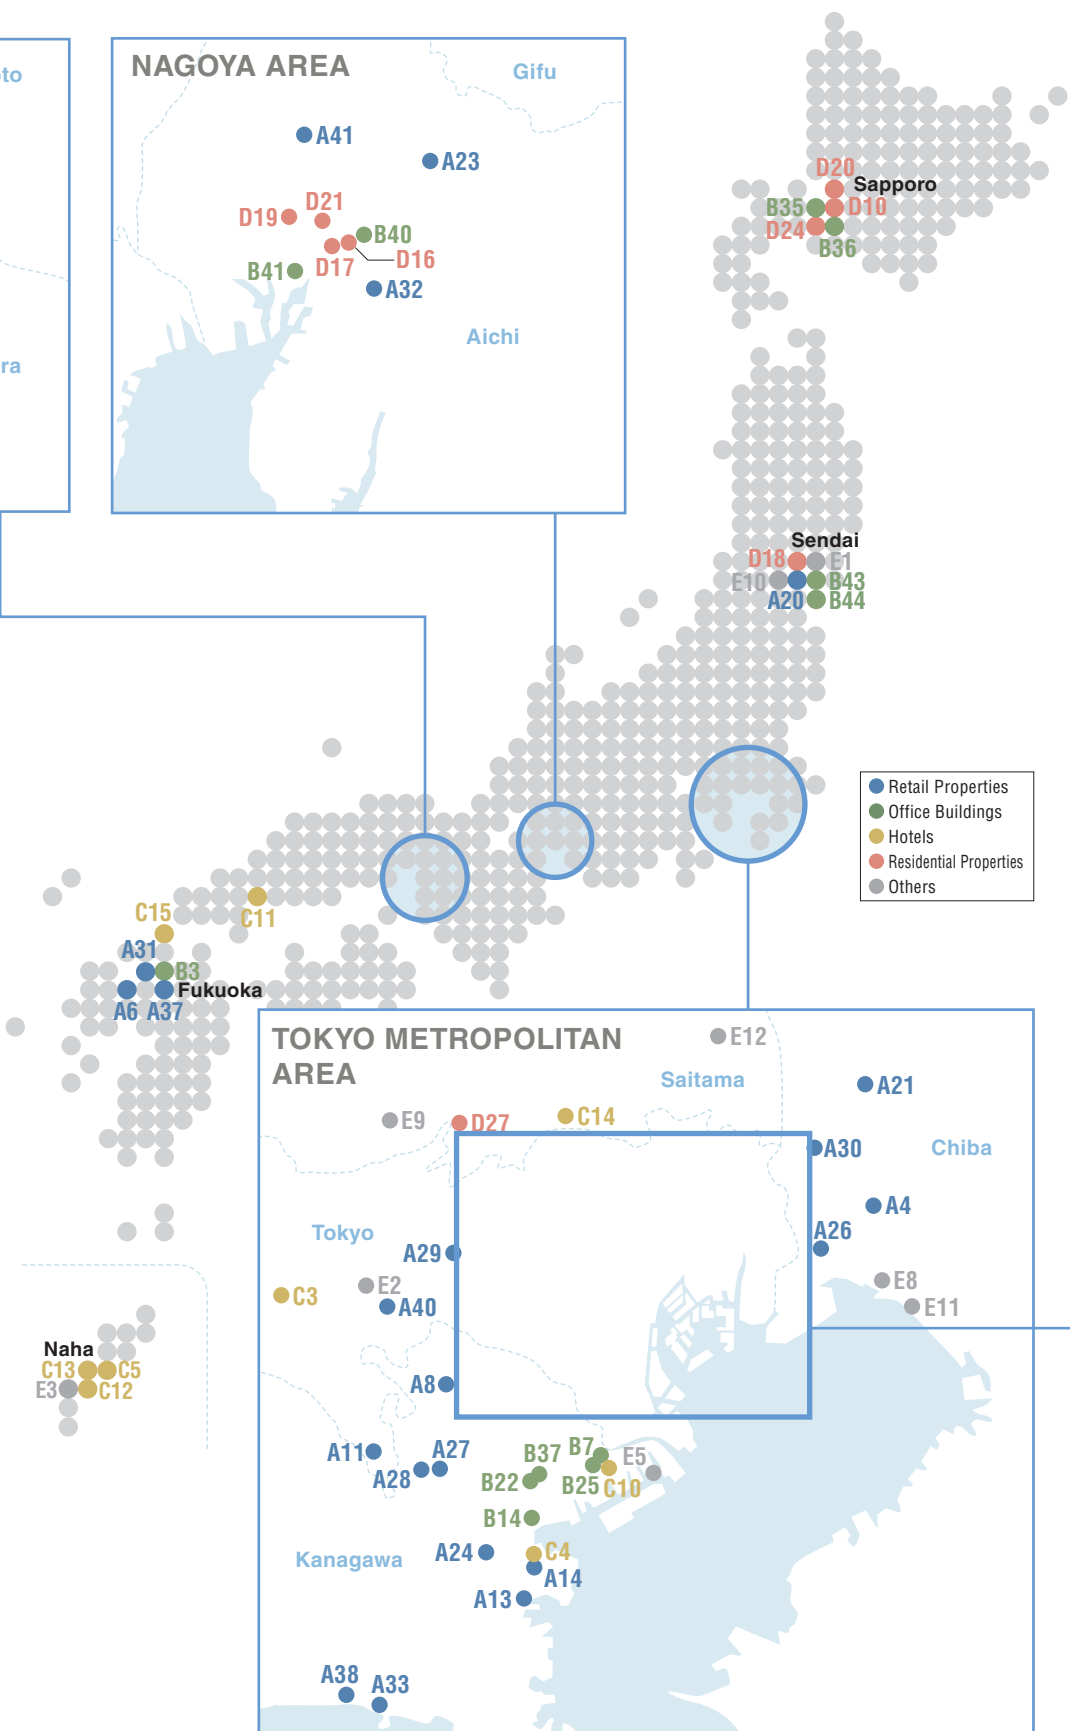 to
ra
NAGOYA AREA
Gifu
A41
A23
D19
D21
B40
D17
D16
B41
A32
Aichi
D20
Sapporo
B35
D10
D24
B36
Sendai
D18
E1
E10
B43
A20
B44
Retail Properties
Office Buildings
Hotels
Residential Properties
Others
C15
C11
A31
B3
Fukuoka
A6
A37
TOKYO METROPOLITAN
AREA
E12
Saitama
A21
E9
D27
C14
A30
Chiba
A4
Tokyo
A29
A26
E2
E8
C3
A40
E11
Naha
C13
C5
E3
C12
A8
A11
A27
A28
B37
B7
E5
B22
B25
C10
B14
A24
C4
Kanagawa
A14
A13
A38
A33